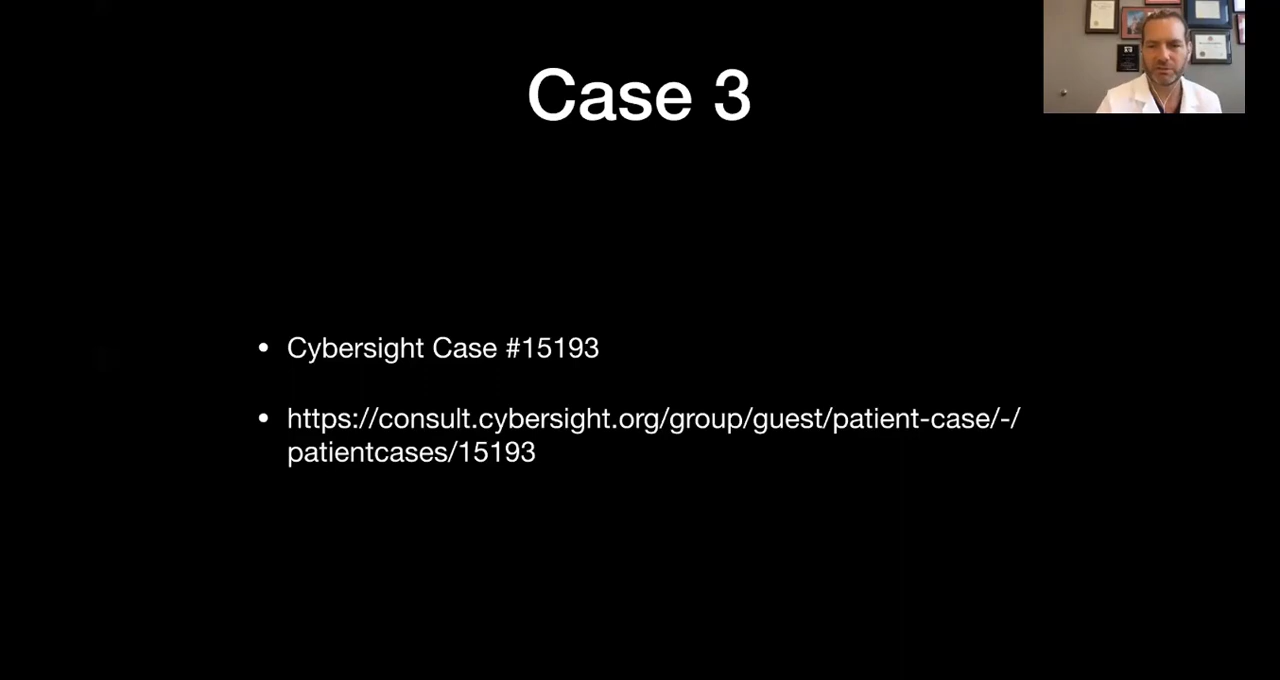 Case 3
• Cybersight Case #15193
• https://consult.cybersight.org/group/guest/patient-case/-/
patientcases/15193